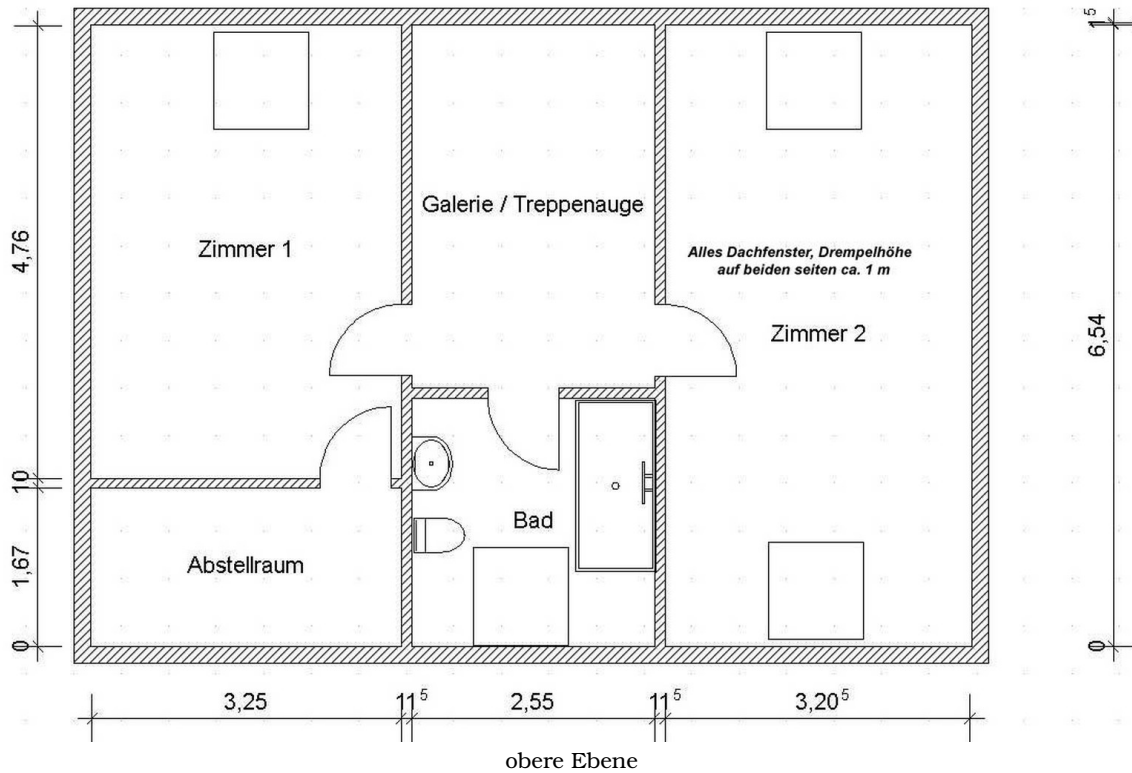 1⁵
Galerie / Treppenauge
Zimmer 1
4,76
Alles Dachfenster, Drempelhöhe
auf beiden seiten ca. 1 m
Zimmer 2
6,54
10
Bad
Abstellraum
1,67
0
0
3,25
11⁵
2,55
11⁵
3,20⁵
obere Ebene